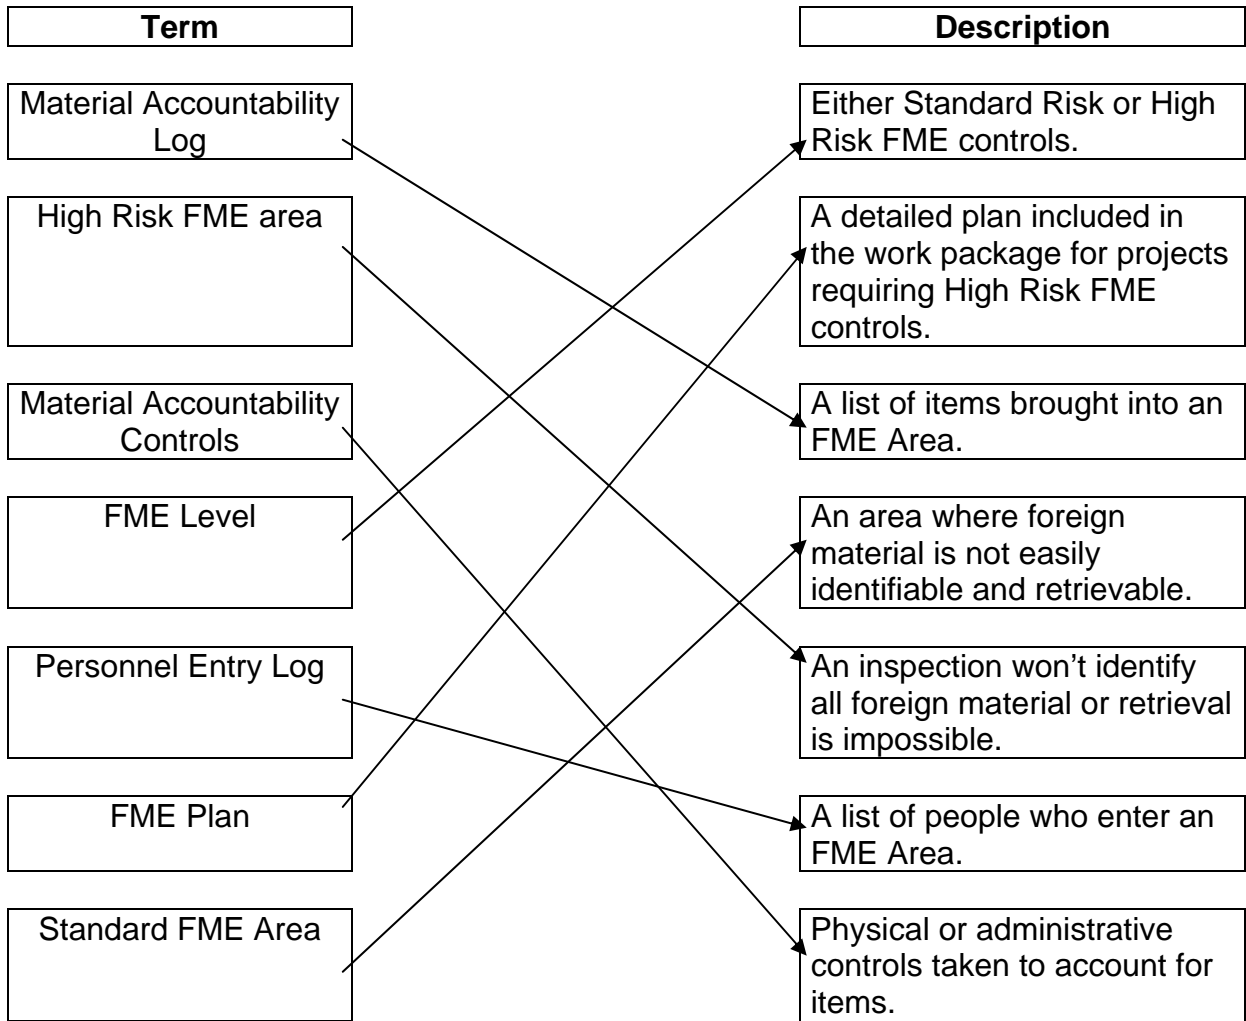 Term
Description
Material Accountability
Log
Either Standard Risk or High
Risk FME controls.
High Risk FME area
A detailed plan included in
the work package for projects
requiring High Risk FME
controls.
Material Accountability
Controls
A list of items brought into an
FME Area.
FME Level
An area where foreign
material is not easily
identifiable and retrievable.
Personnel Entry Log
An inspection won't identify
all foreign material or retrieval
is impossible.
FME Plan
A list of people who enter an
FME Area.
Standard FME Area
Physical or administrative
controls taken to account for
items.